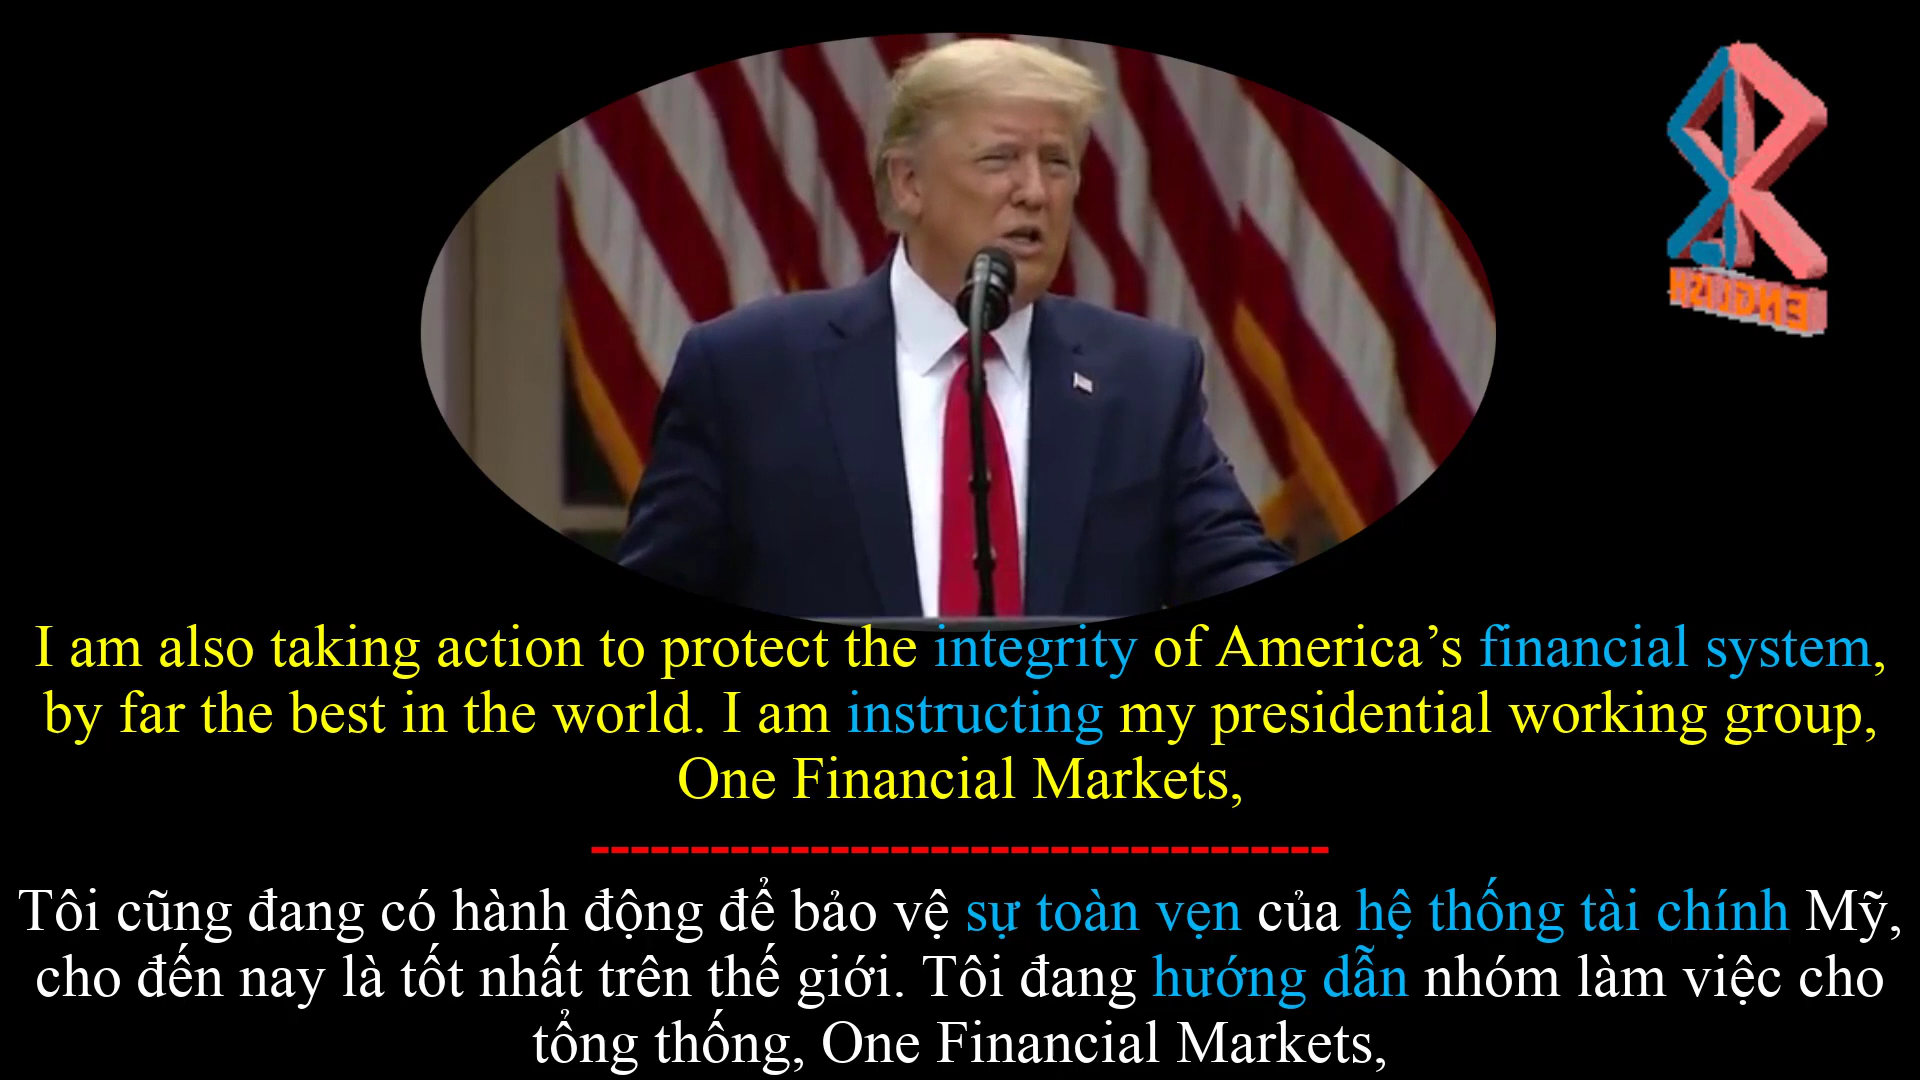 ENGLISH
I am also taking action to protect the integrity of America’s financial system,
by far the best in the world. I am instructing my presidential working group,
One Financial Markets,
-------------------------------------
Tôi cũng đang có hành động để bảo vệ sự toàn vẹn của hệ thống tài chính Mỹ,
cho đến nay là tốt nhất trên thế giới. Tôi đang hướng dẫn nhóm làm việc cho
tổng thống, One Financial Markets,